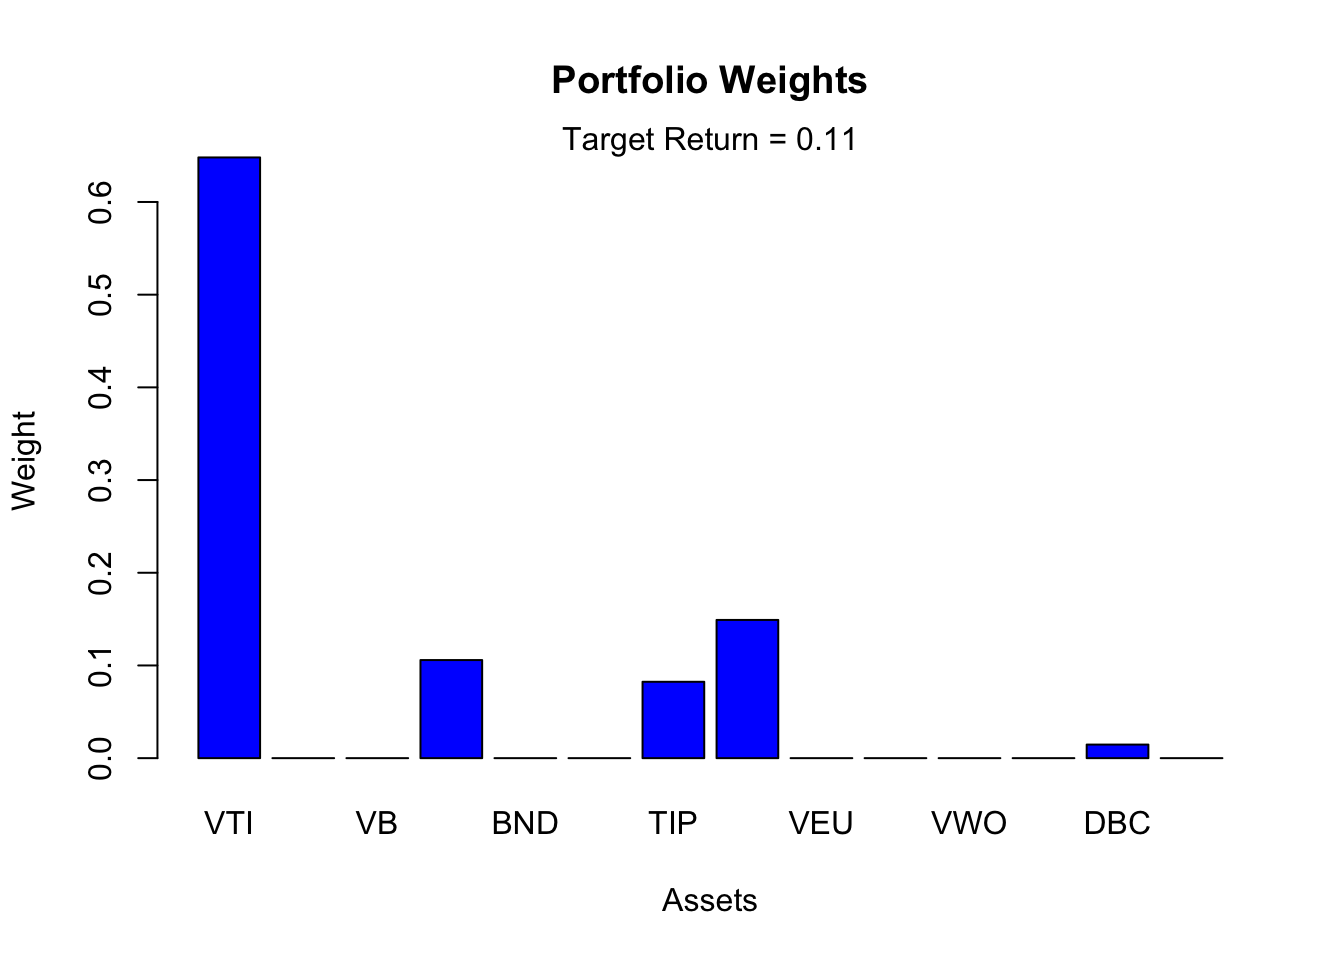 Portfolio Weights
Target Return = 0.11
Weight
0.6
0.5
0.4
0.3
0.2
0.1
0.0
VTI VB BND TIP VEU VWO DBC
Assets